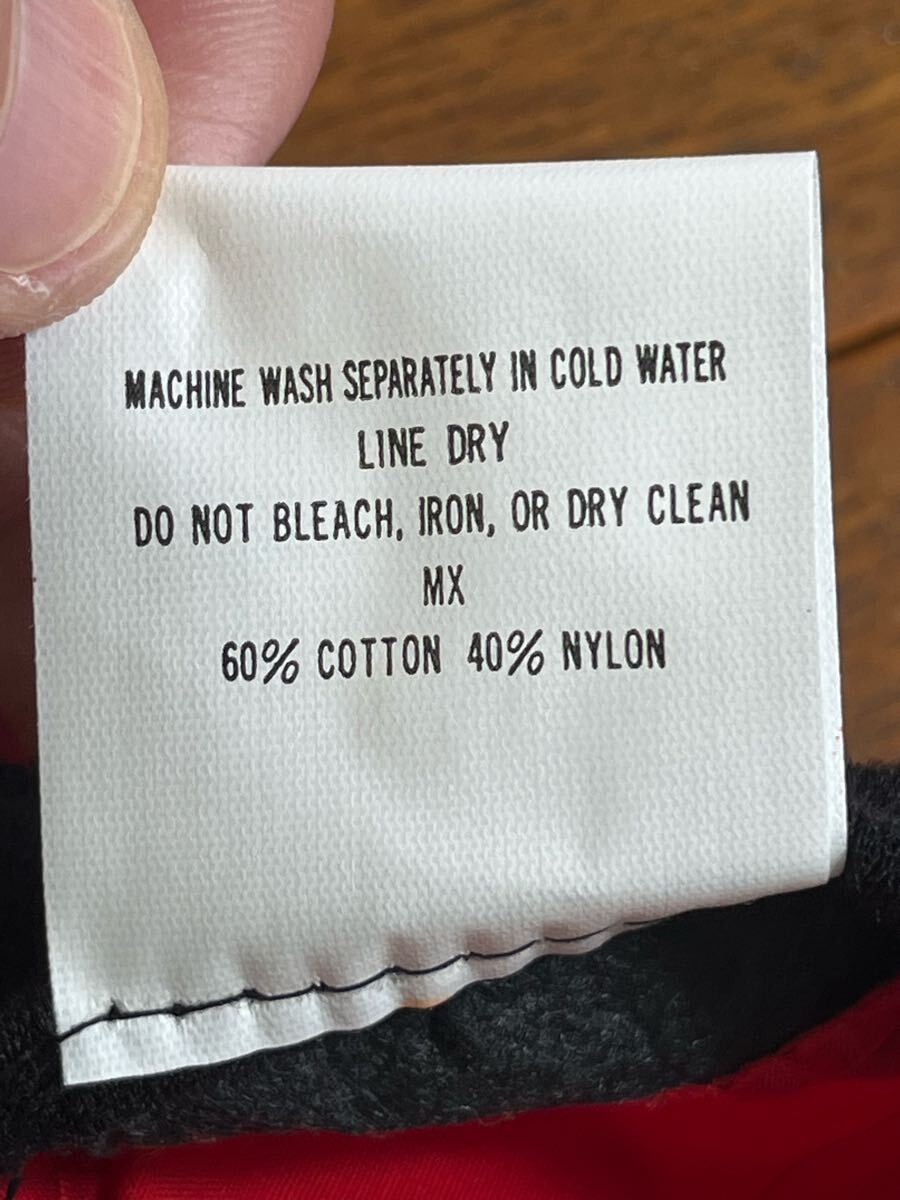 MACHINE WASH SEPARATELY IN COLD WATER
LINE DRY
DO NOT BLEACH, IRON, OR DRY CLEAN
MX
60% COTTON 40% NYLON